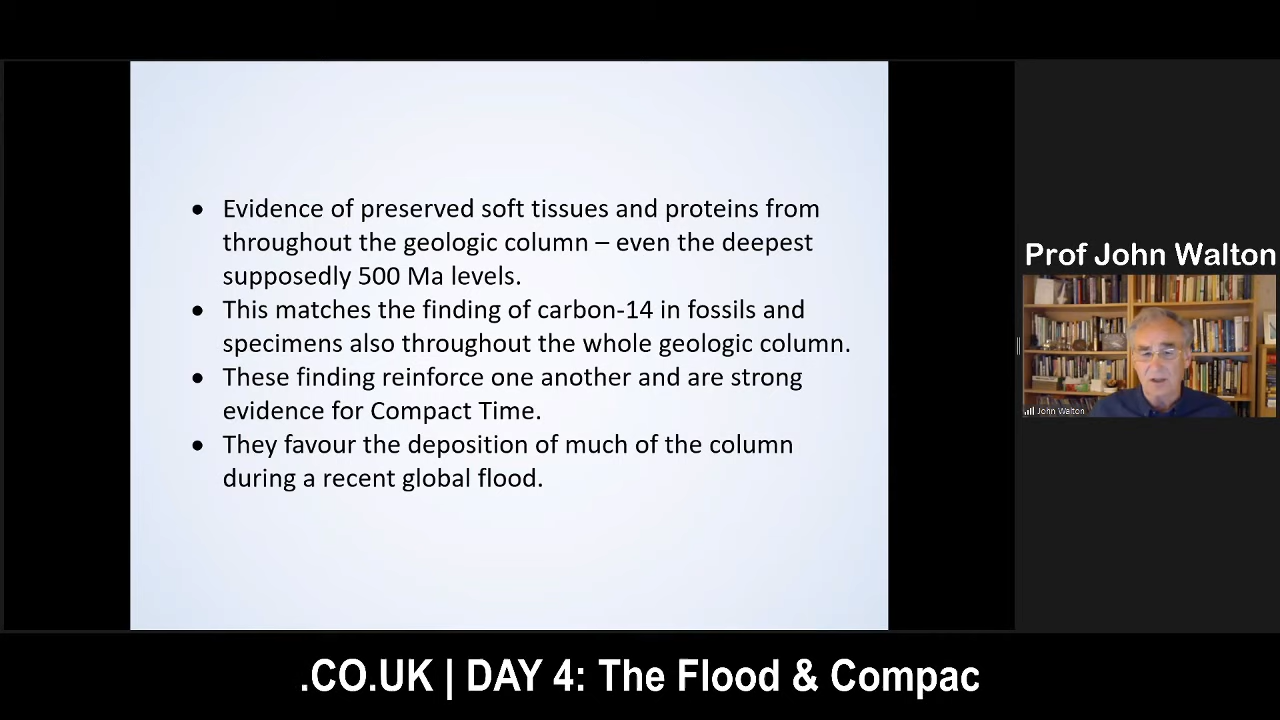 • Evidence of preserved soft tissues and proteins from
throughout the geologic column – even the deepest
supposedly 500 Ma levels.
• This matches the finding of carbon-14 in fossils and
specimens also throughout the whole geologic column.
• These finding reinforce one another and are strong
evidence for Compact Time.
• They favour the deposition of much of the column
during a recent global flood.
Prof John Walton
John Walton
.CO.UK | DAY 4: The Flood & Compac